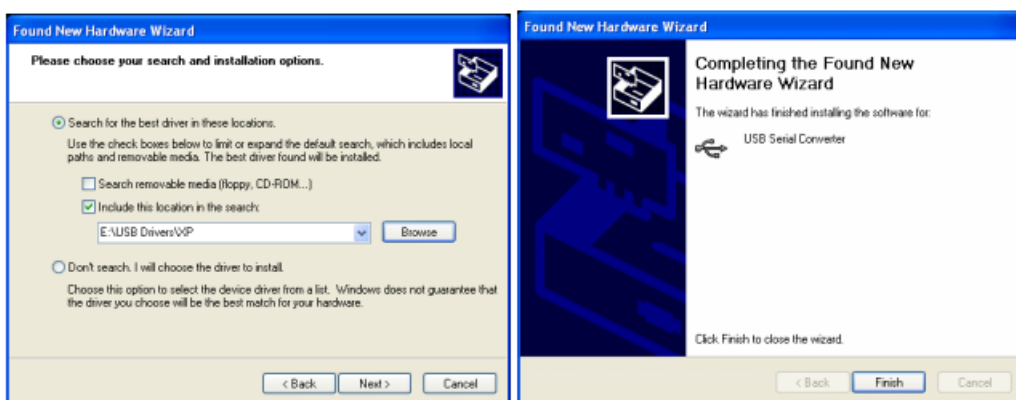 Found New Hardware Wizard
Please choose your search and installation options.
Search for the best driver in these locations.
Use the check boxes below to limit or expand the default search, which includes local
paths and removable media. The best driver found will be installed.
Search removable media (floppy, CD-ROM...)
Include this location in the search:
E:\USB Drivers\XP
Browse
Don't search. I will choose the driver to install.
Choose this option to select the device driver from a list. Windows does not guarantee that
the driver you choose will be the best match for your hardware.
< Back
Next >
Cancel
Found New Hardware Wizard
Completing the Found New
Hardware Wizard
The wizard has finished installing the software for:
USB Serial Converter
Click Finish to close the wizard.
< Back
Finish
Cancel